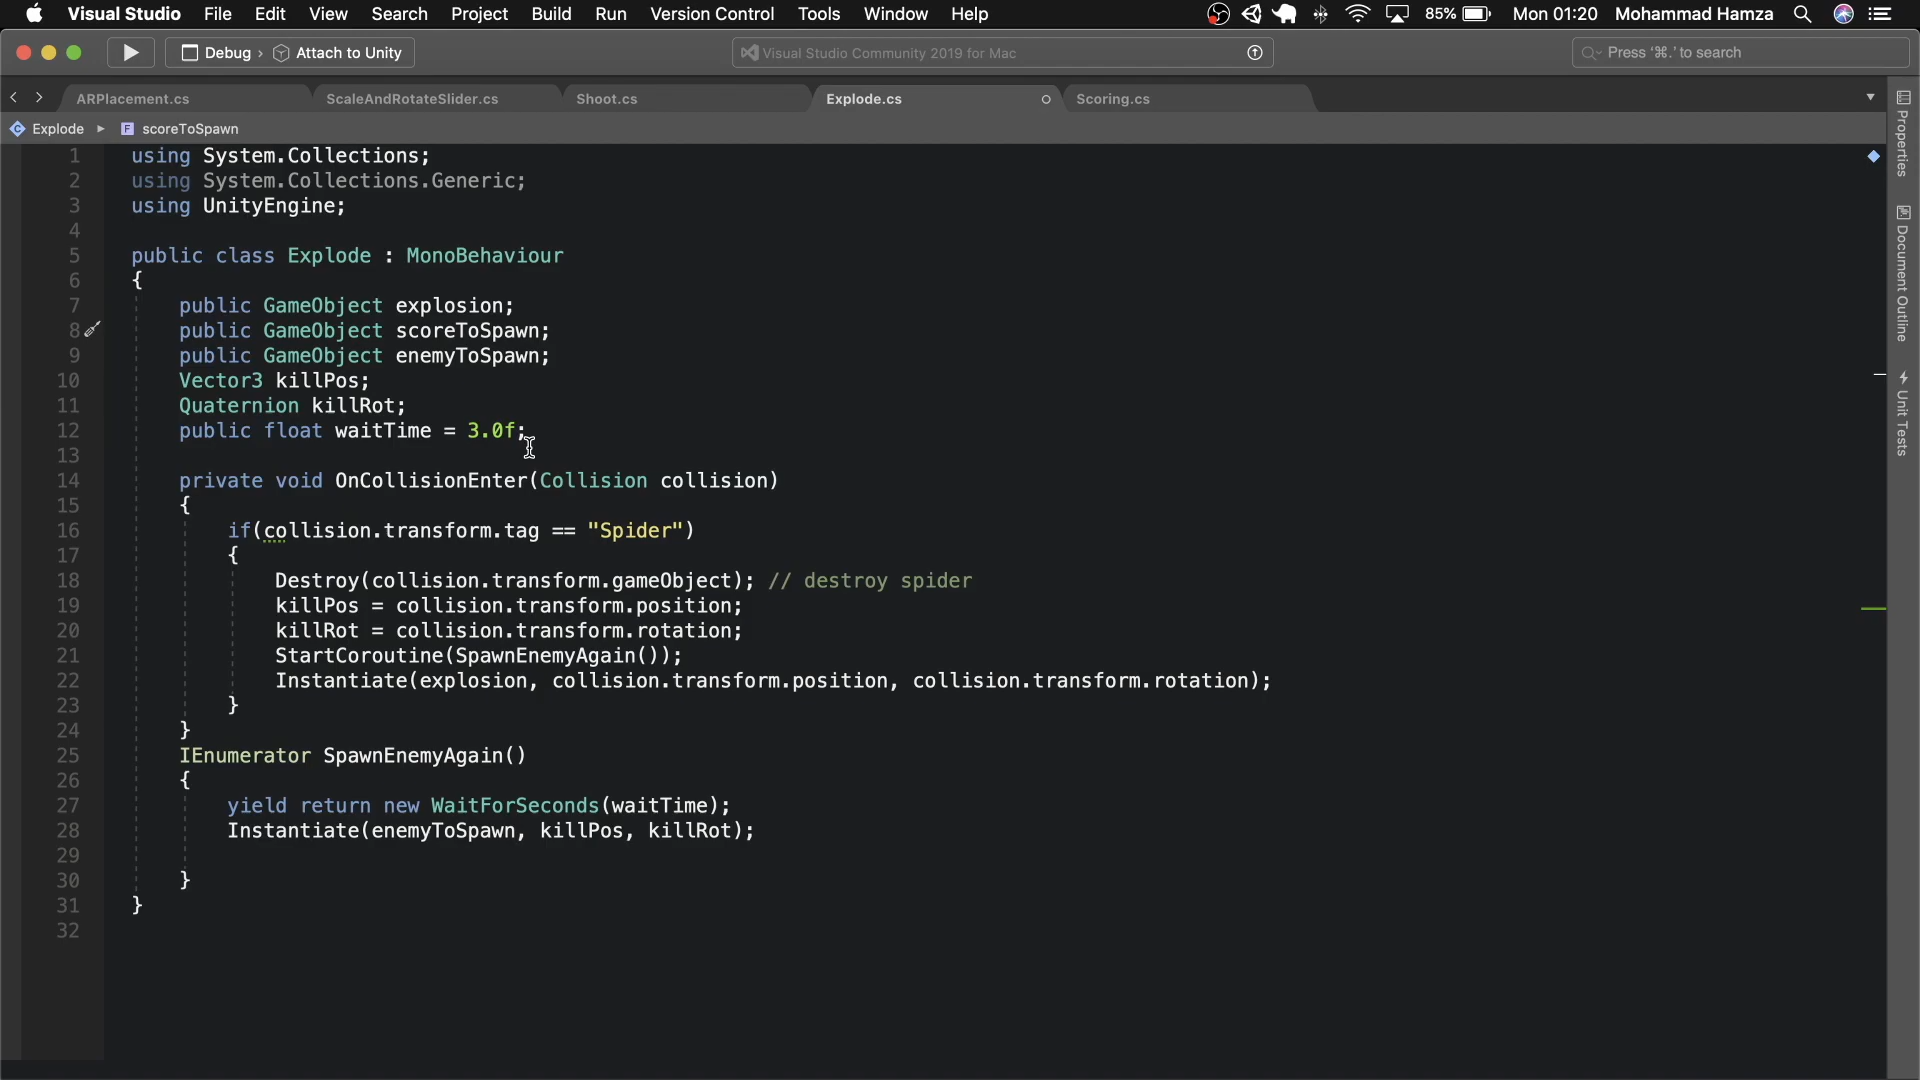 Visual Studio File Edit View Search Project Build Run Version Control Tools Window Help 85% Mon 01:20 Mohammad Hamza
Debug › Attach to Unity Visual Studio Community 2019 for Mac Press '⌘.' to search
ARPlacement.cs ScaleAndRotateSlider.cs Shoot.cs Explode.cs Scoring.cs
Explode ▸ F scoreToSpawn
1 using System.Collections;
2 using System.Collections.Generic;
3 using UnityEngine;
4
5 public class Explode : MonoBehaviour
6 {
7 public GameObject explosion;
8 public GameObject scoreToSpawn;
9 public GameObject enemyToSpawn;
10 Vector3 killPos;
11 Quaternion killRot;
12 public float waitTime = 3.0f;
13
14 private void OnCollisionEnter(Collision collision)
15 {
16 if(collision.transform.tag == "Spider")
17 {
18 Destroy(collision.transform.gameObject); // destroy spider
19 killPos = collision.transform.position;
20 killRot = collision.transform.rotation;
21 StartCoroutine(SpawnEnemyAgain());
22 Instantiate(explosion, collision.transform.position, collision.transform.rotation);
23 }
24 }
25 IEnumerator SpawnEnemyAgain()
26 {
27 yield return new WaitForSeconds(waitTime);
28 Instantiate(enemyToSpawn, killPos, killRot);
29
30 }
31 }
32
Properties
Document Outline
Unit Tests